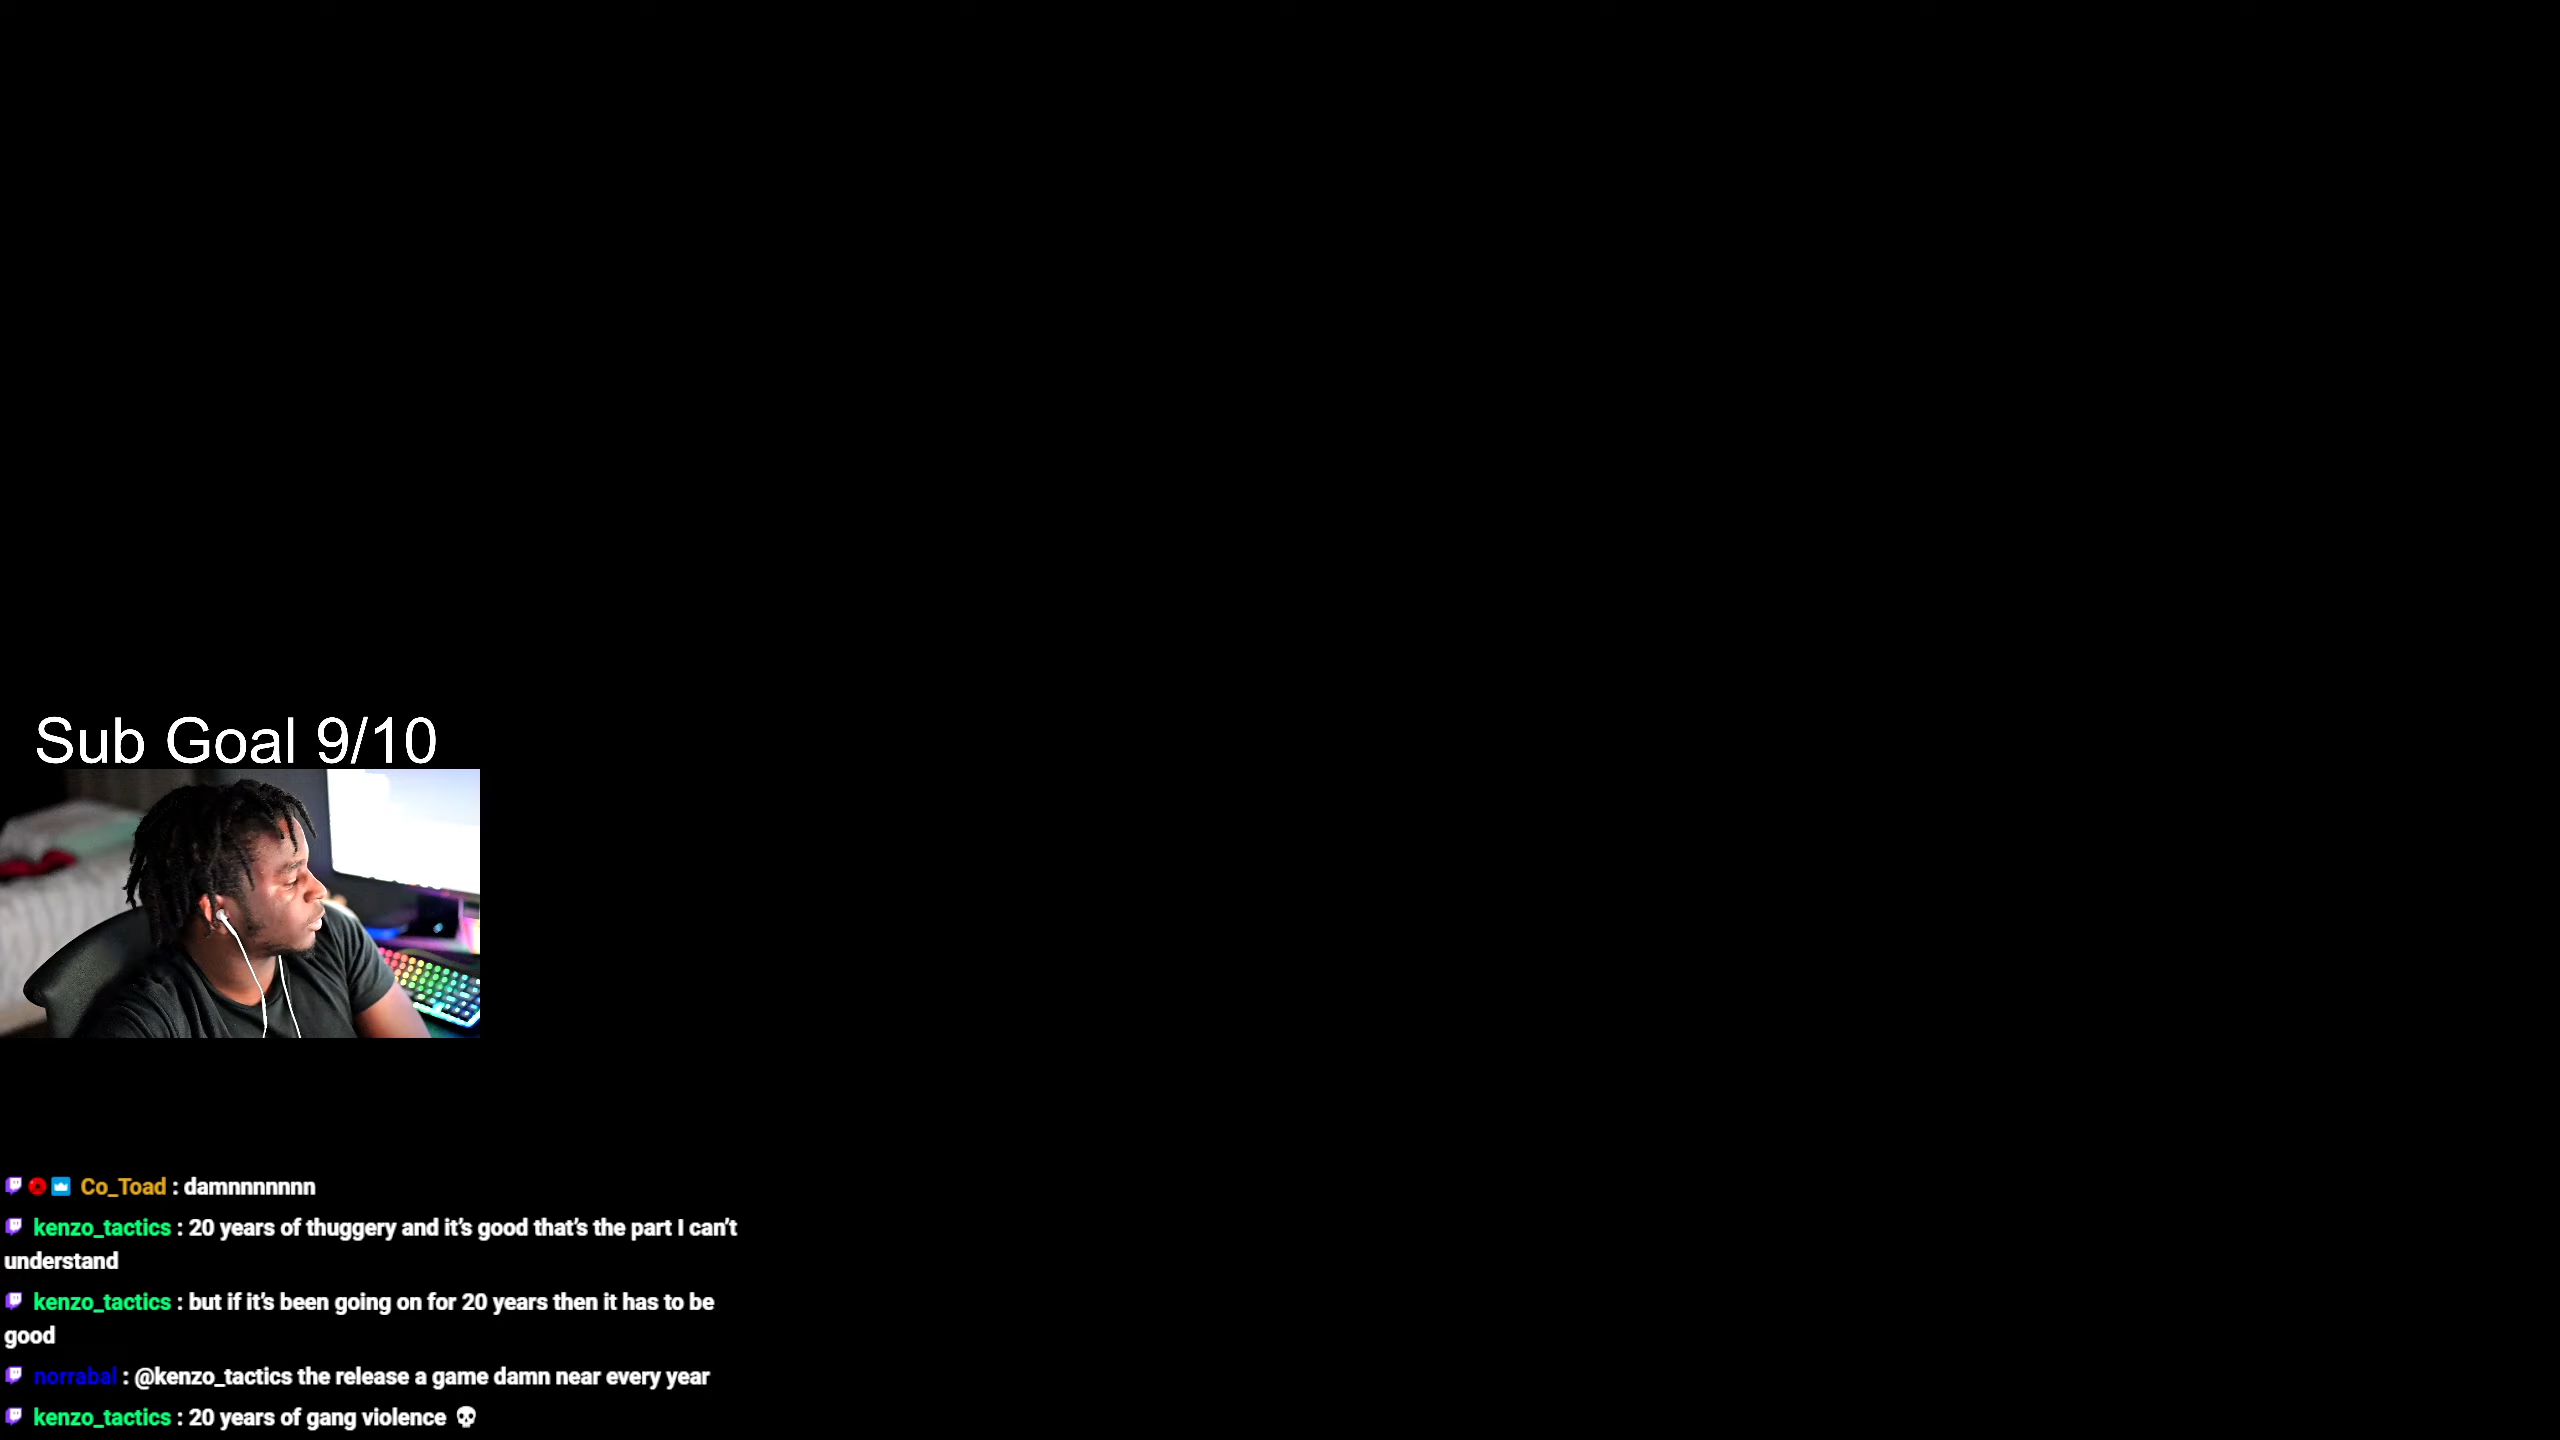 Sub Goal 9/10
Co_Toad : damnnnnnnn
kenzo_tactics : 20 years of thuggery and it’s good that’s the part I can’t
understand
kenzo_tactics : but if it’s been going on for 20 years then it has to be
good
norrabal : @kenzo_tactics the release a game damn near every year
kenzo_tactics : 20 years of gang violence 💀